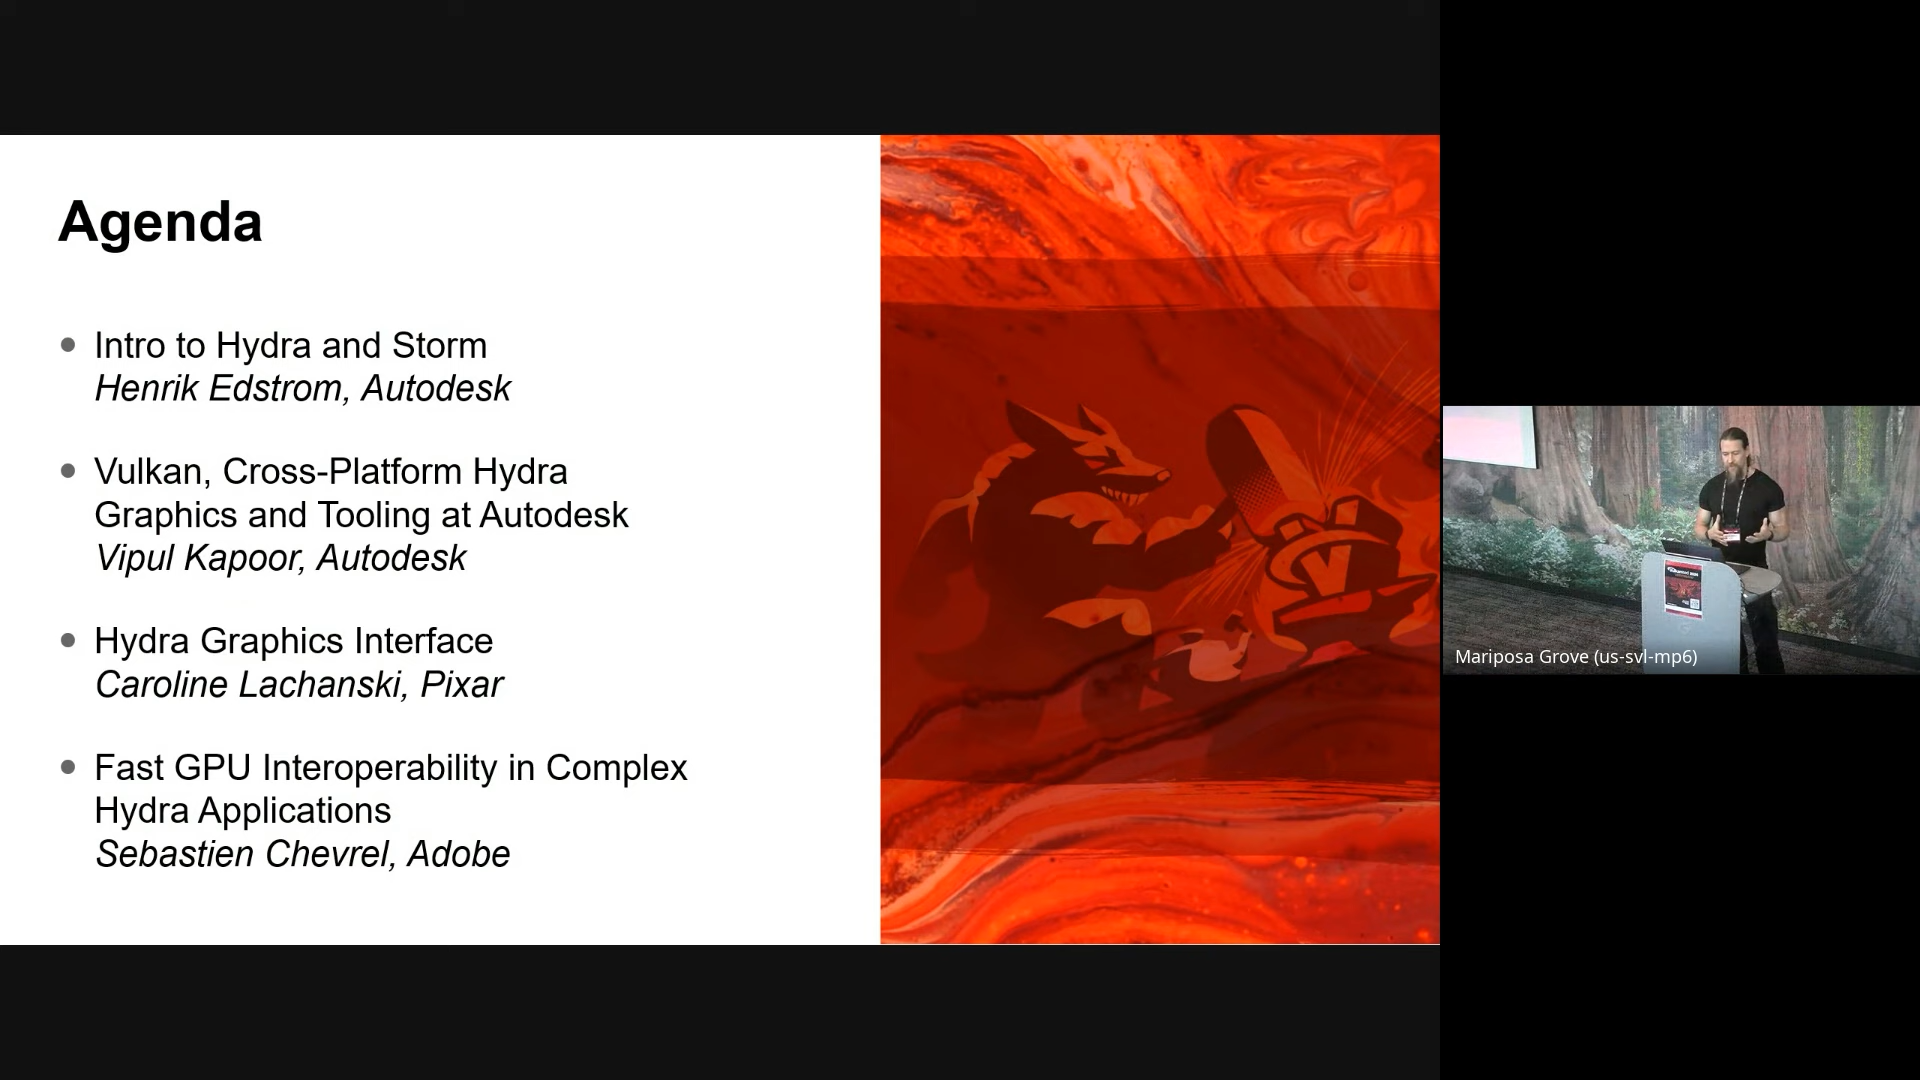 Agenda
Intro to Hydra and Storm
Henrik Edstrom, Autodesk
Vulkan, Cross-Platform Hydra
Graphics and Tooling at Autodesk
Vipul Kapoor, Autodesk
Hydra Graphics Interface
Caroline Lachanski, Pixar
Fast GPU Interoperability in Complex
Hydra Applications
Sebastien Chevrel, Adobe
Mariposa Grove (us-svl-mp6)